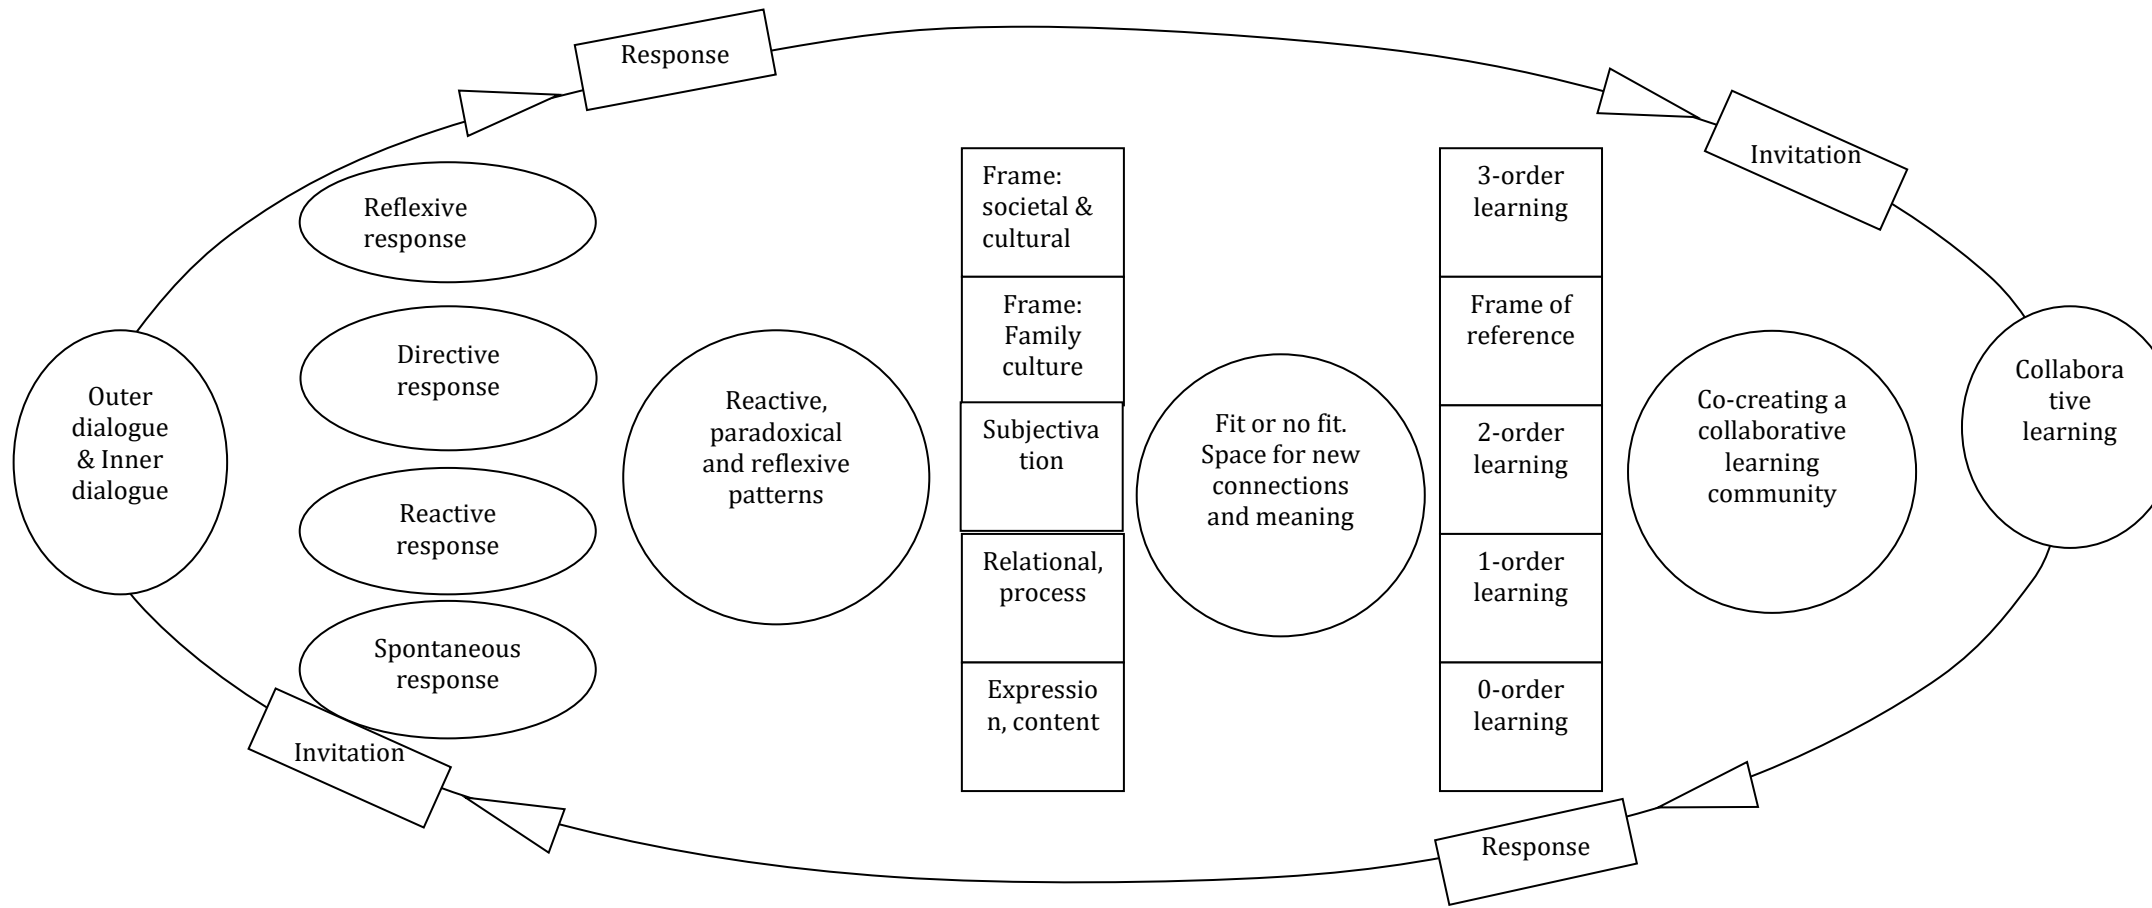 Response
Invitation
Reflexive
response
Directive
response
Reactive
response
Spontaneous
response
Outer
dialogue
& Inner
dialogue
Reactive,
paradoxical
and reflexive
patterns
Frame:
societal &
cultural
Frame:
Family
culture
Subjectiva
tion
Relational,
process
Expressio
n, content
Fit or no fit.
Space for new
connections
and meaning
3-order
learning
Frame of
reference
2-order
learning
1-order
learning
0-order
learning
Co-creating a
collaborative
learning
community
Collabora
tive
learning
Invitation
Response